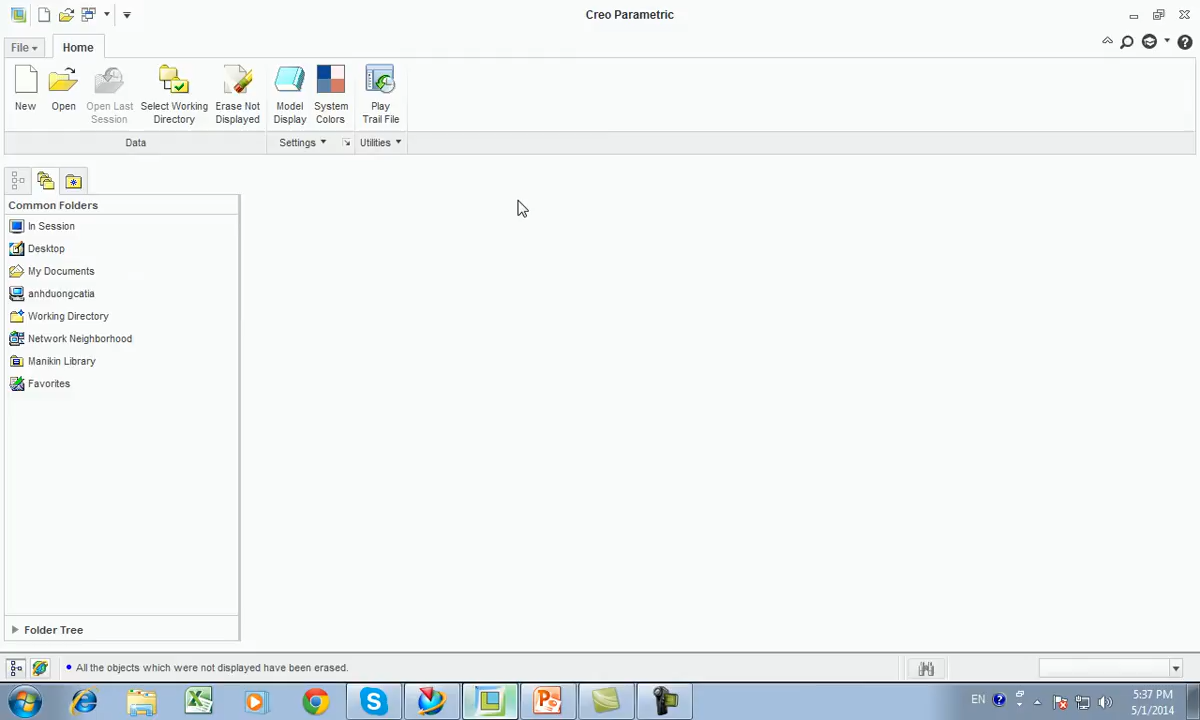 Creo Parametric
File
Home
New
Open
Open Last
Session
Select Working
Directory
Erase Not
Displayed
Model
Display
System
Colors
Play
Trail File
Data
Settings
Utilities
Common Folders
In Session
Desktop
My Documents
anhduongcatia
Working Directory
Network Neighborhood
Manikin Library
Favorites
Folder Tree
All the objects which were not displayed have been erased.
EN
5:37 PM
5/1/2014